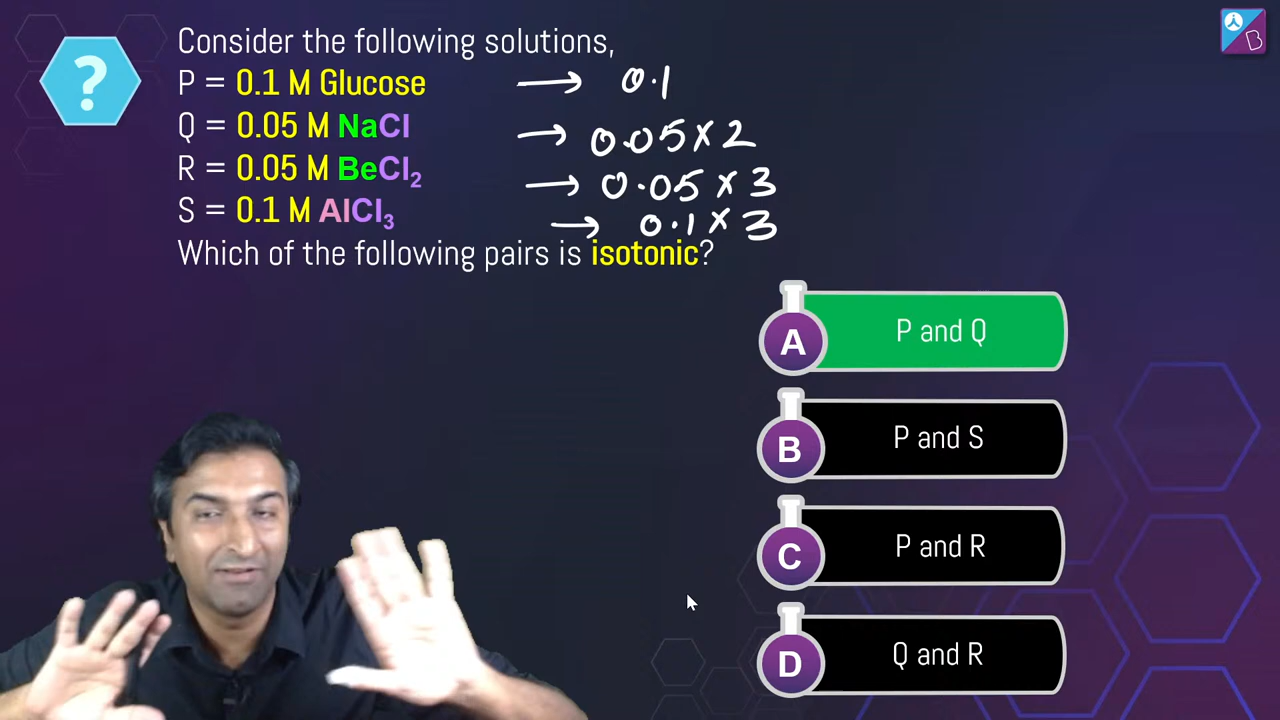 Consider the following solutions,
P = 0.1 M Glucose → 0.1
Q = 0.05 M NaCl → 0.05 × 2
R = 0.05 M BeCl₂ → 0.05 × 3
S = 0.1 M AlCl₃ → 0.1 × 3
Which of the following pairs is isotonic?
A P and Q
B P and S
C P and R
D Q and R
?
B